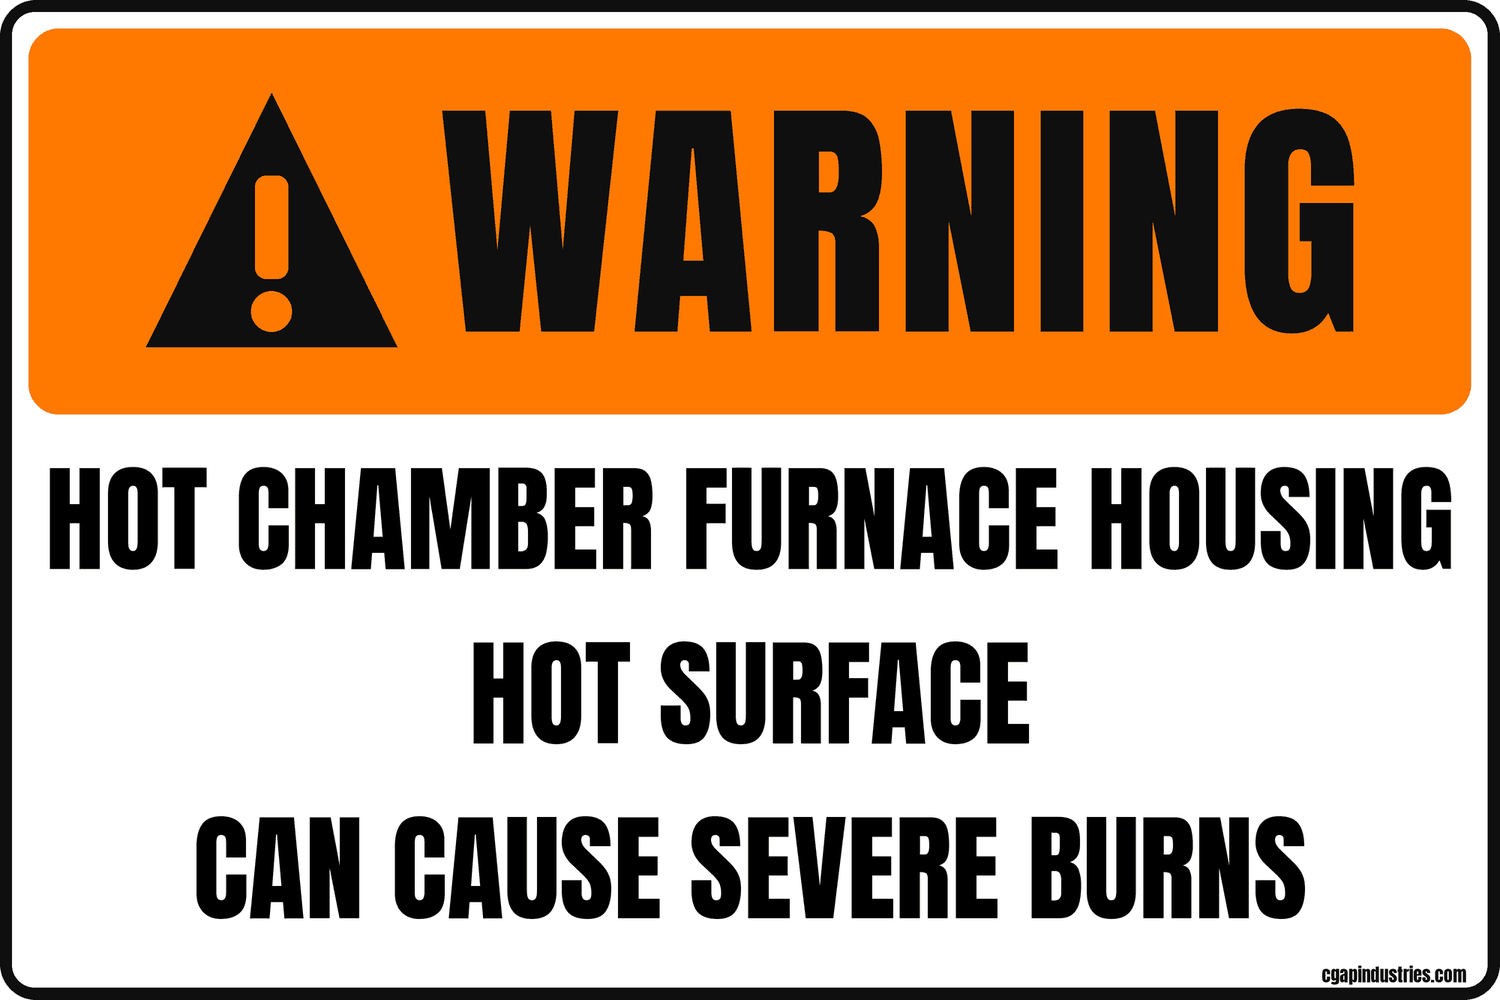 WARNING
HOT CHAMBER FURNACE HOUSING
HOT SURFACE
CAN CAUSE SEVERE BURNS
cgapindustries.com